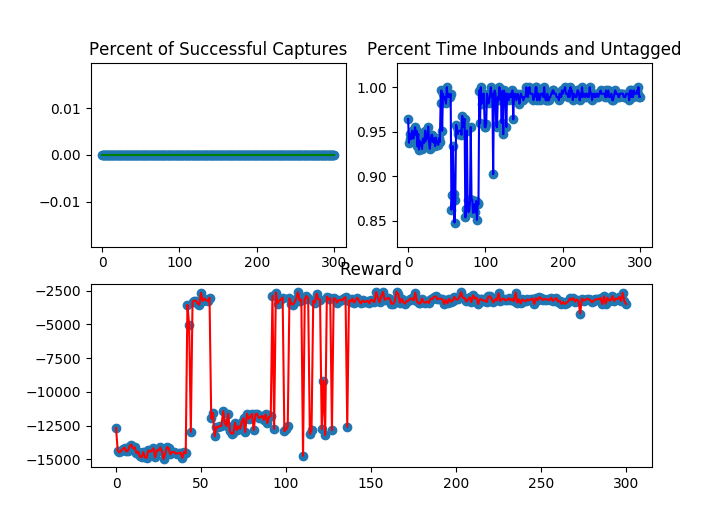 Percent of Successful Captures
Percent Time Inbounds and Untagged
0.01
0.00
−0.01
0 100 200 300
1.00
0.95
0.90
0.85
0 100 200 300
Reward
−2500
−5000
−7500
−10000
−12500
−15000
0 50 100 150 200 250 300